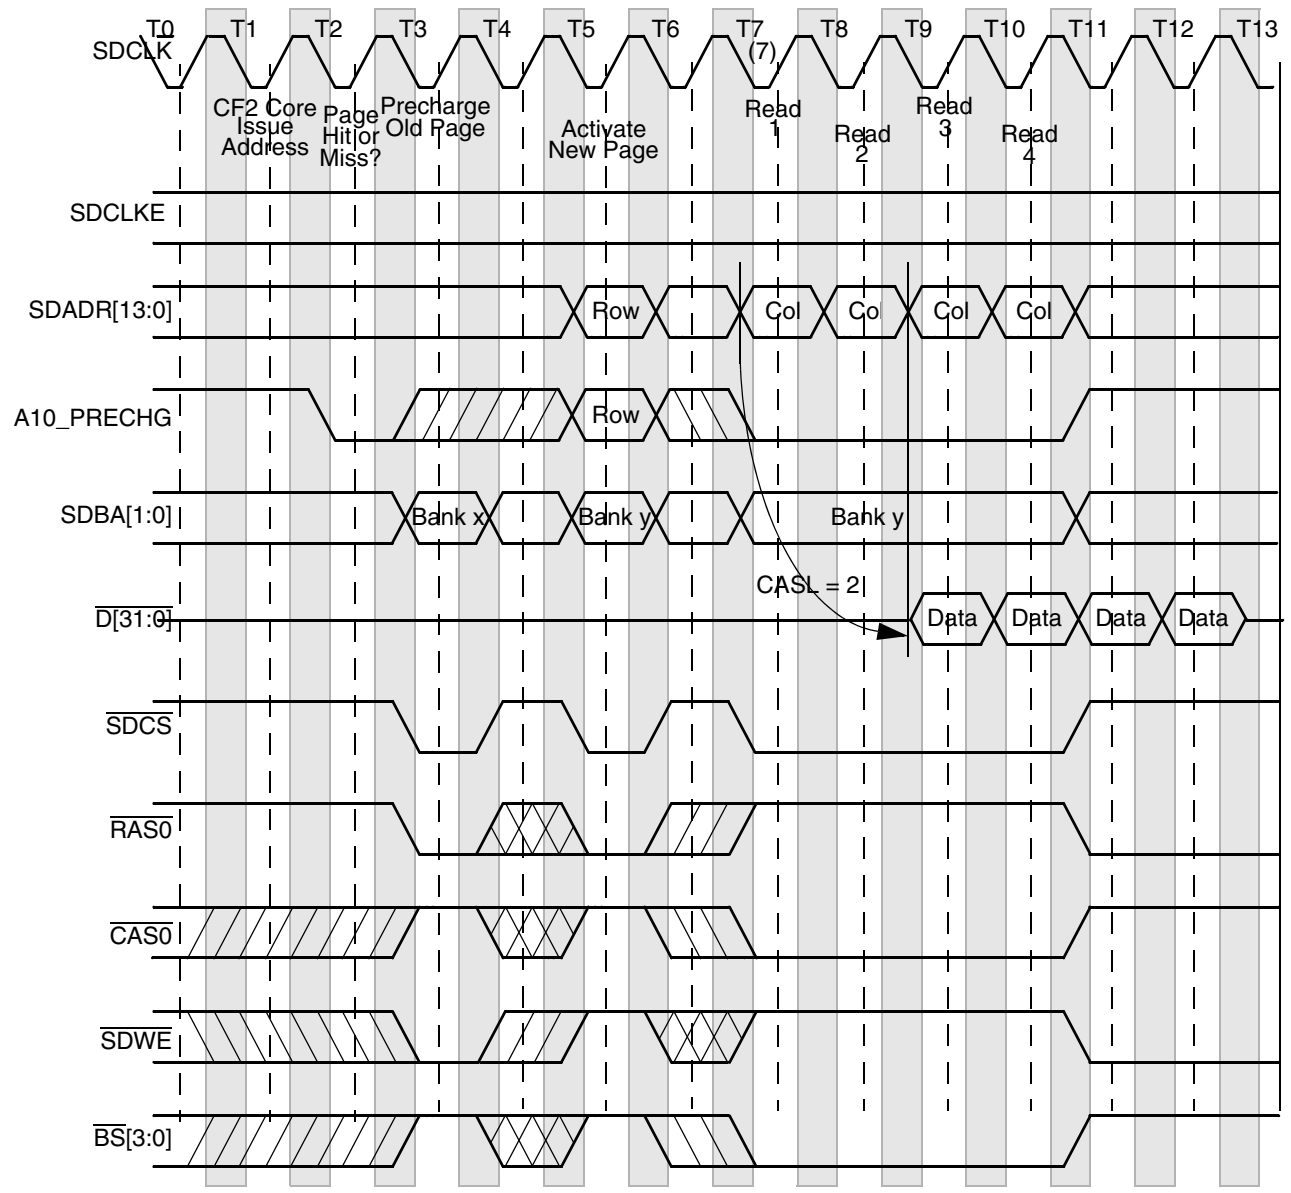 T0 T1 T2 T3 T4 T5 T6 T7 T8 T9 T10 T11 T12 T13
SDCLK
(7)
CF2 Core
Issue
Address
Page
Hit or
Miss?
Precharge
Old Page
Activate
New Page
Read
1
Read
2
Read
3
Read
4
SDCLKE
SDADR[13:0]
Row Col Col Col Col
A10_PRECHG
Row
SDBA[1:0]
Bank x Bank y Bank y
CASL = 2
D[31:0]
Data Data Data Data
SDCS
RAS0
CAS0
SDWE
BS[3:0]